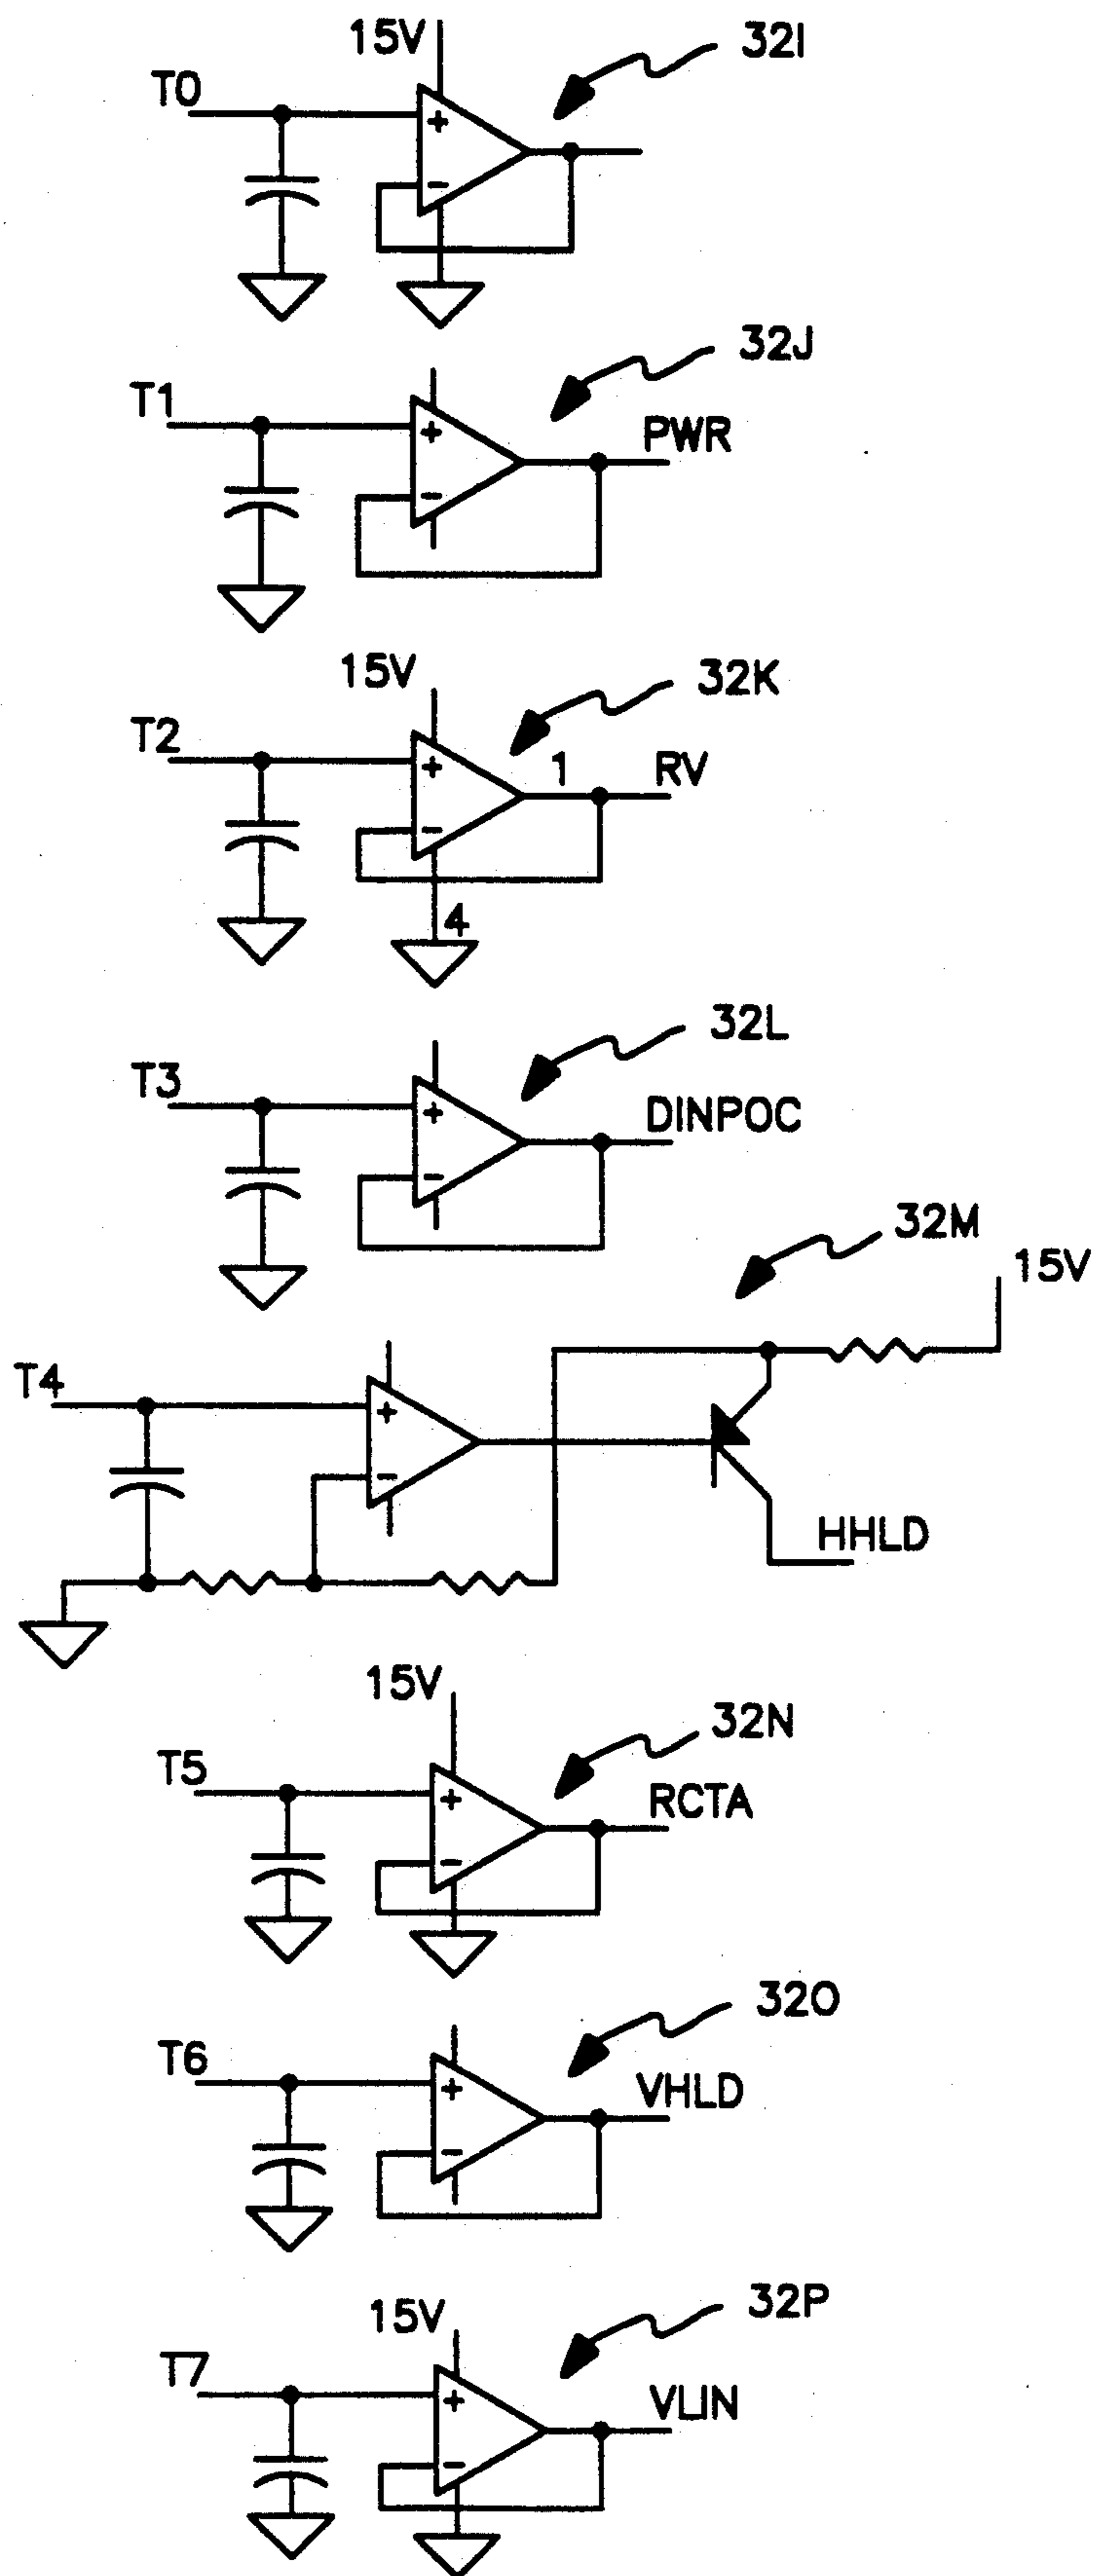 15V
32I
T0
+
-
32J
T1
PWR
+
-
15V
32K
T2
1
RV
+
-
4
32L
T3
DINPOC
+
-
32M
15V
T4
+
-
HHLD
15V
32N
T5
RCTA
+
-
32O
T6
VHLD
+
-
15V
32P
T7
VLIN
+
-